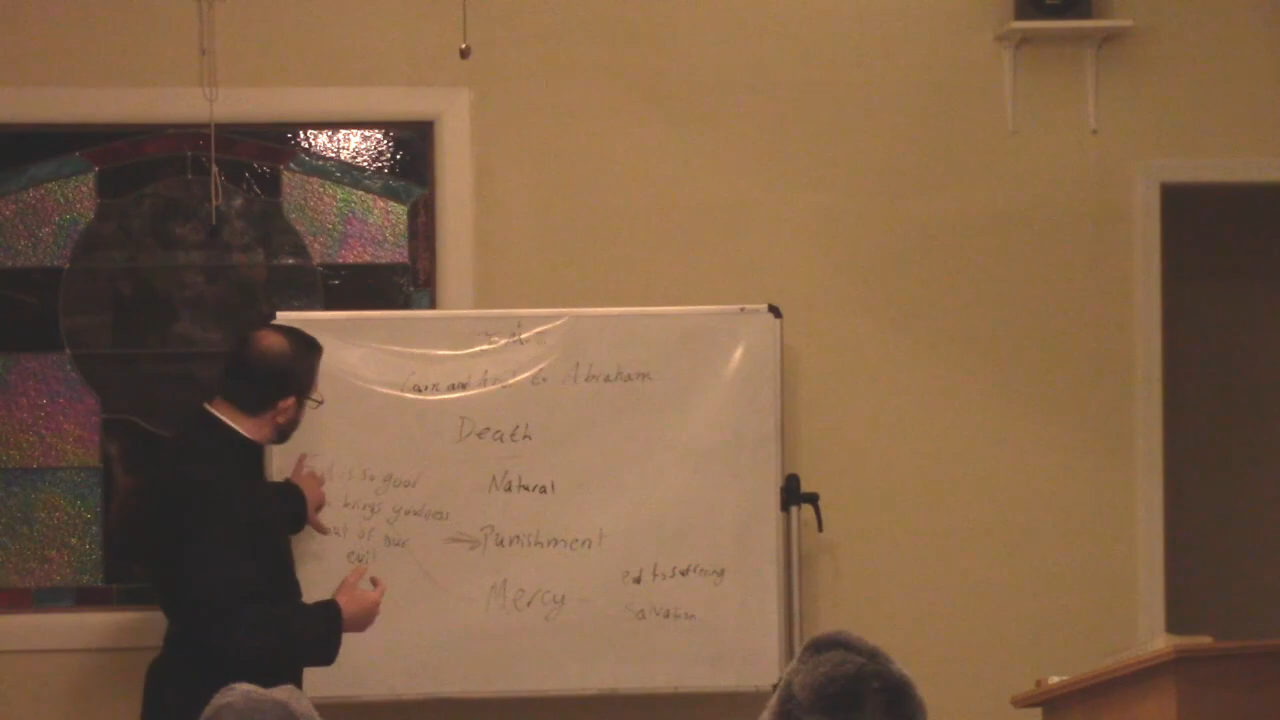 Cain and Abel to Abraham
Death
is so good
brings goodness
out of our
evil
Natural
Punishment
Mercy
end to suffering
Salvation